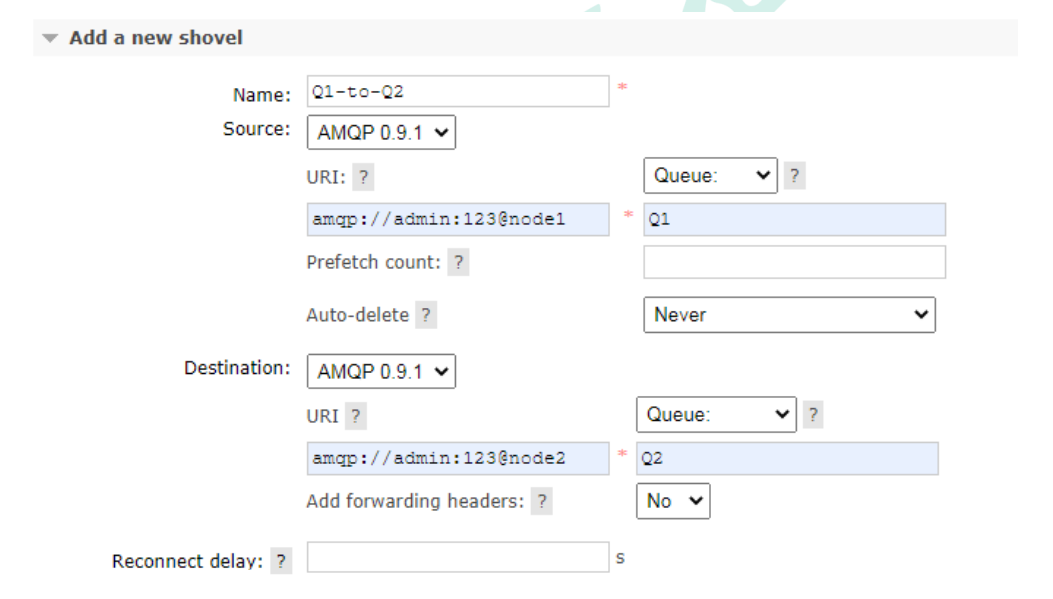 Add a new shovel
Name: Q1-to-Q2 *
Source: AMQP 0.9.1
URI: ? Queue: ?
amqp://admin:123@node1 * Q1
Prefetch count: ?
Auto-delete ? Never
Destination: AMQP 0.9.1
URI ? Queue: ?
amqp://admin:123@node2 * Q2
Add forwarding headers: ? No
Reconnect delay: ? s